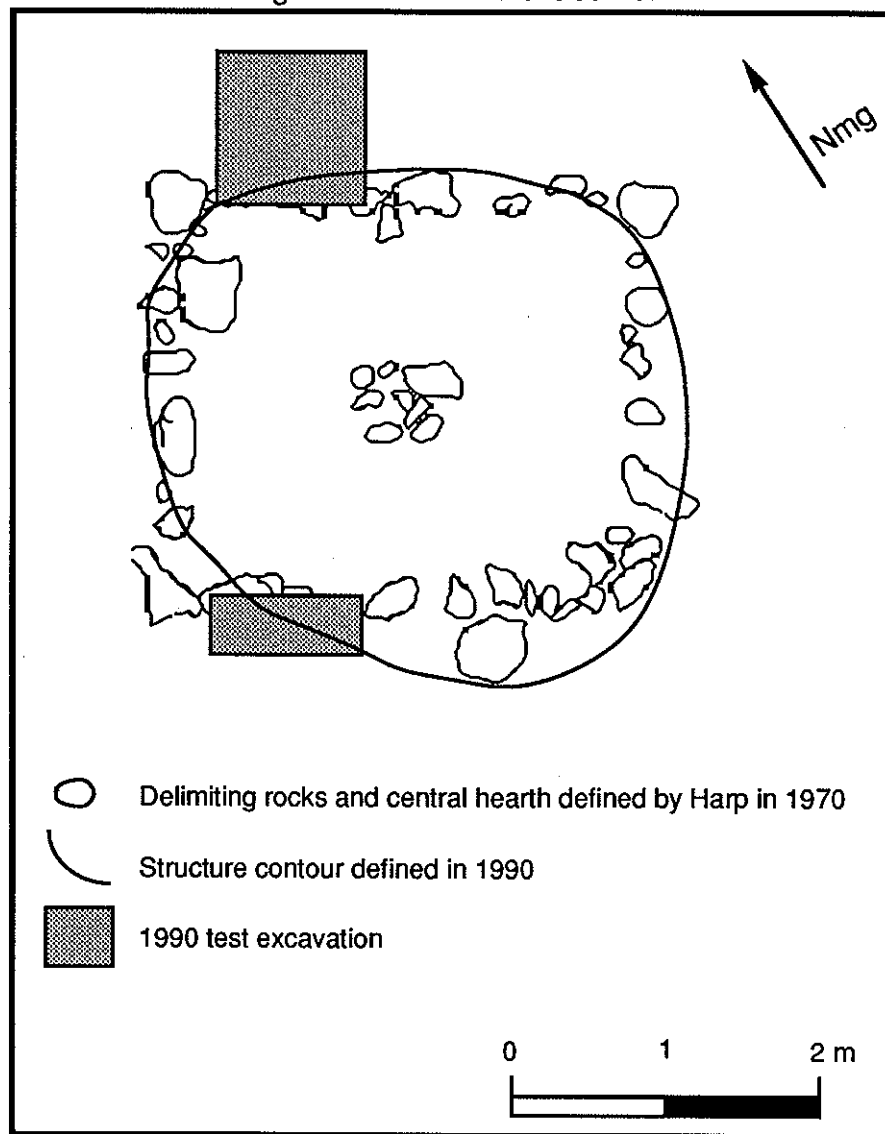 Nmg
Delimiting rocks and central hearth defined by Harp in 1970
Structure contour defined in 1990
1990 test excavation
0 1 2 m